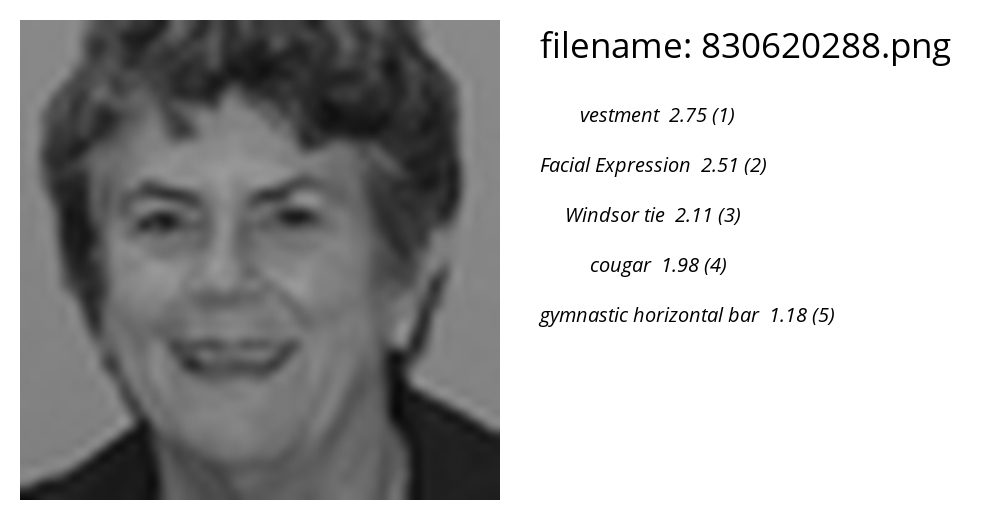 filename: 830620288.png
vestment 2.75 (1)
Facial Expression 2.51 (2)
Windsor tie 2.11 (3)
cougar 1.98 (4)
gymnastic horizontal bar 1.18 (5)